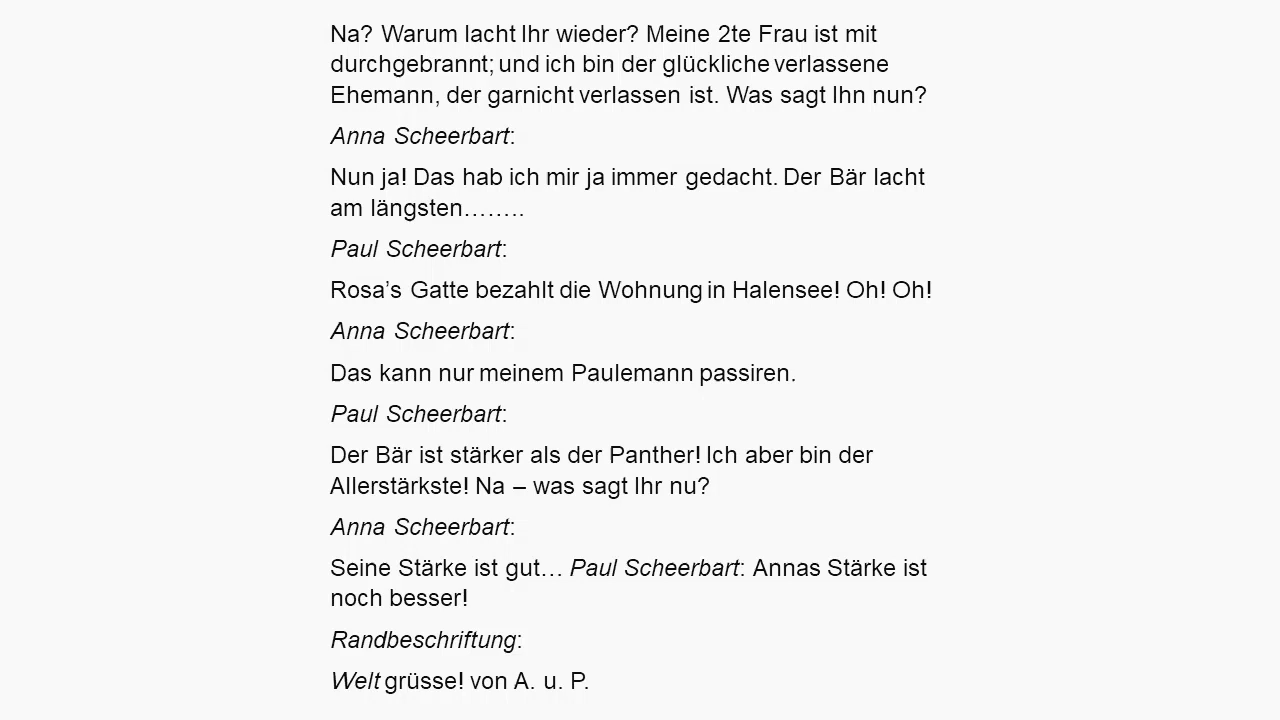 Na? Warum lacht Ihr wieder? Meine 2te Frau ist mit
durchgebrannt; und ich bin der glückliche verlassene
Ehemann, der garnicht verlassen ist. Was sagt Ihn nun?
Anna Scheerbart:
Nun ja! Das hab ich mir ja immer gedacht. Der Bär lacht
am längsten……..
Paul Scheerbart:
Rosa’s Gatte bezahlt die Wohnung in Halensee! Oh! Oh!
Anna Scheerbart:
Das kann nur meinem Paulemann passiren.
Paul Scheerbart:
Der Bär ist stärker als der Panther! Ich aber bin der
Allerstärkste! Na – was sagt Ihr nu?
Anna Scheerbart:
Seine Stärke ist gut… Paul Scheerbart: Annas Stärke ist
noch besser!
Randbeschriftung:
Welt grüsse! von A. u. P.